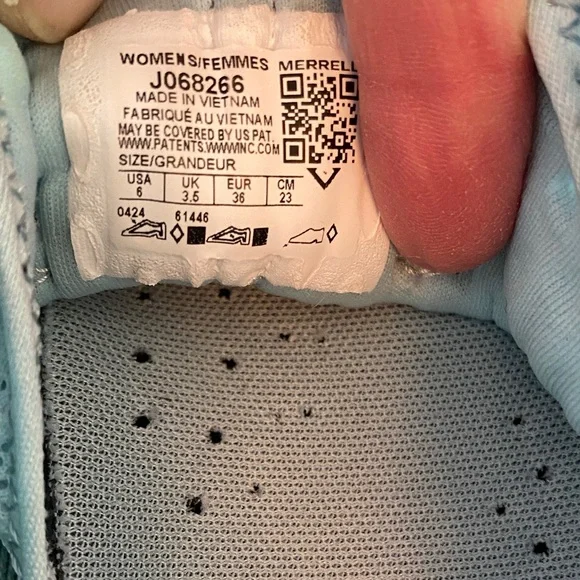 WOMENS/FEMMES MERRELL
J068266
MADE IN VIETNAM
FABRIQUÉ AU VIETNAM
MAY BE COVERED BY US PAT.
WWW.PATENTS.WWWINC.COM
SIZE/GRANDEUR
USA UK EUR CM
6 3.5 36 23
0424 61446